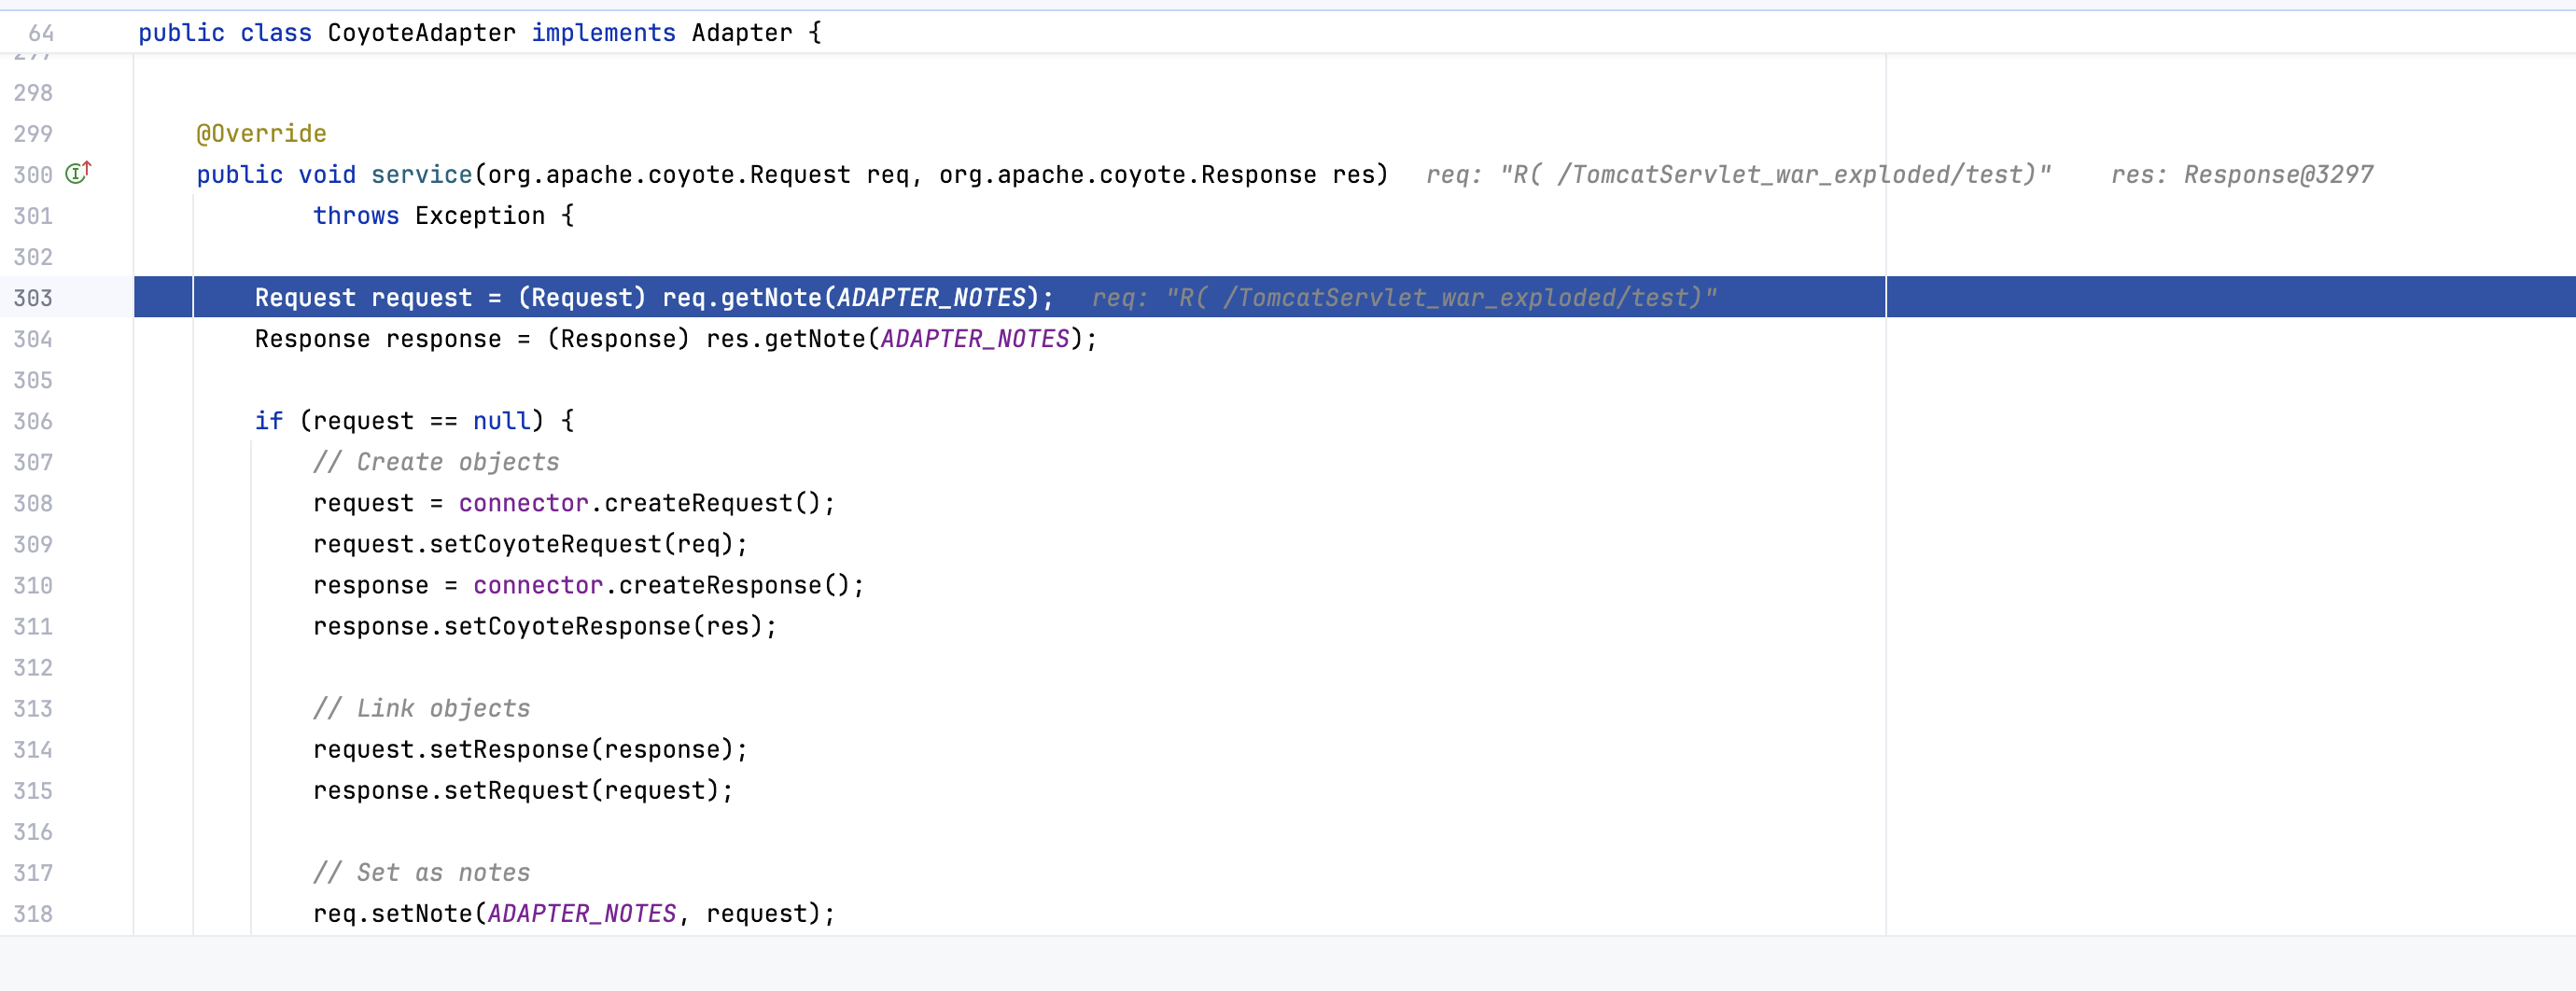 64 public class CoyoteAdapter implements Adapter {
297
298
299 @Override
300 public void service(org.apache.coyote.Request req, org.apache.coyote.Response res) req: "R( /TomcatServlet_war_exploded/test)" res: Response@3297
301 throws Exception {
302
303 Request request = (Request) req.getNote(ADAPTER_NOTES); req: "R( /TomcatServlet_war_exploded/test)"
304 Response response = (Response) res.getNote(ADAPTER_NOTES);
305
306 if (request == null) {
307 // Create objects
308 request = connector.createRequest();
309 request.setCoyoteRequest(req);
310 response = connector.createResponse();
311 response.setCoyoteResponse(res);
312
313 // Link objects
314 request.setResponse(response);
315 response.setRequest(request);
316
317 // Set as notes
318 req.setNote(ADAPTER_NOTES, request);